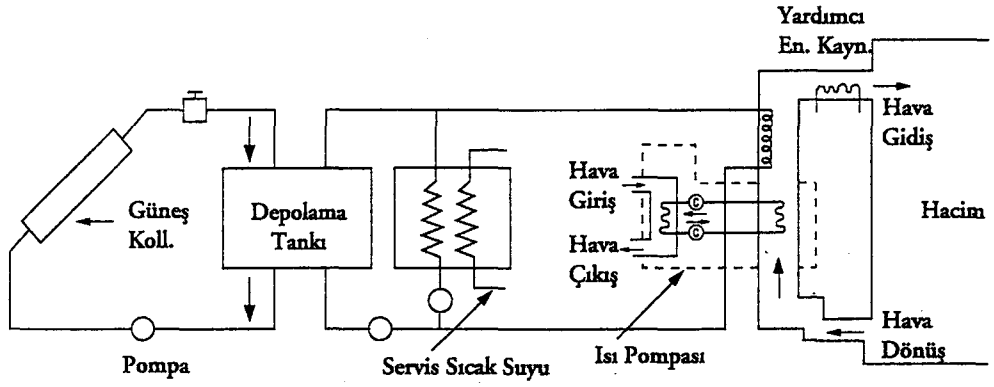 Yardımcı
En. Kayn.
Hava
Gidiş
Güneş
Koll.
Depolama
Tankı
Hava
Giriş
C
C
Hava
Çıkış
Hacim
Pompa
Servis Sıcak Suyu
Isı Pompası
Hava
Dönüş